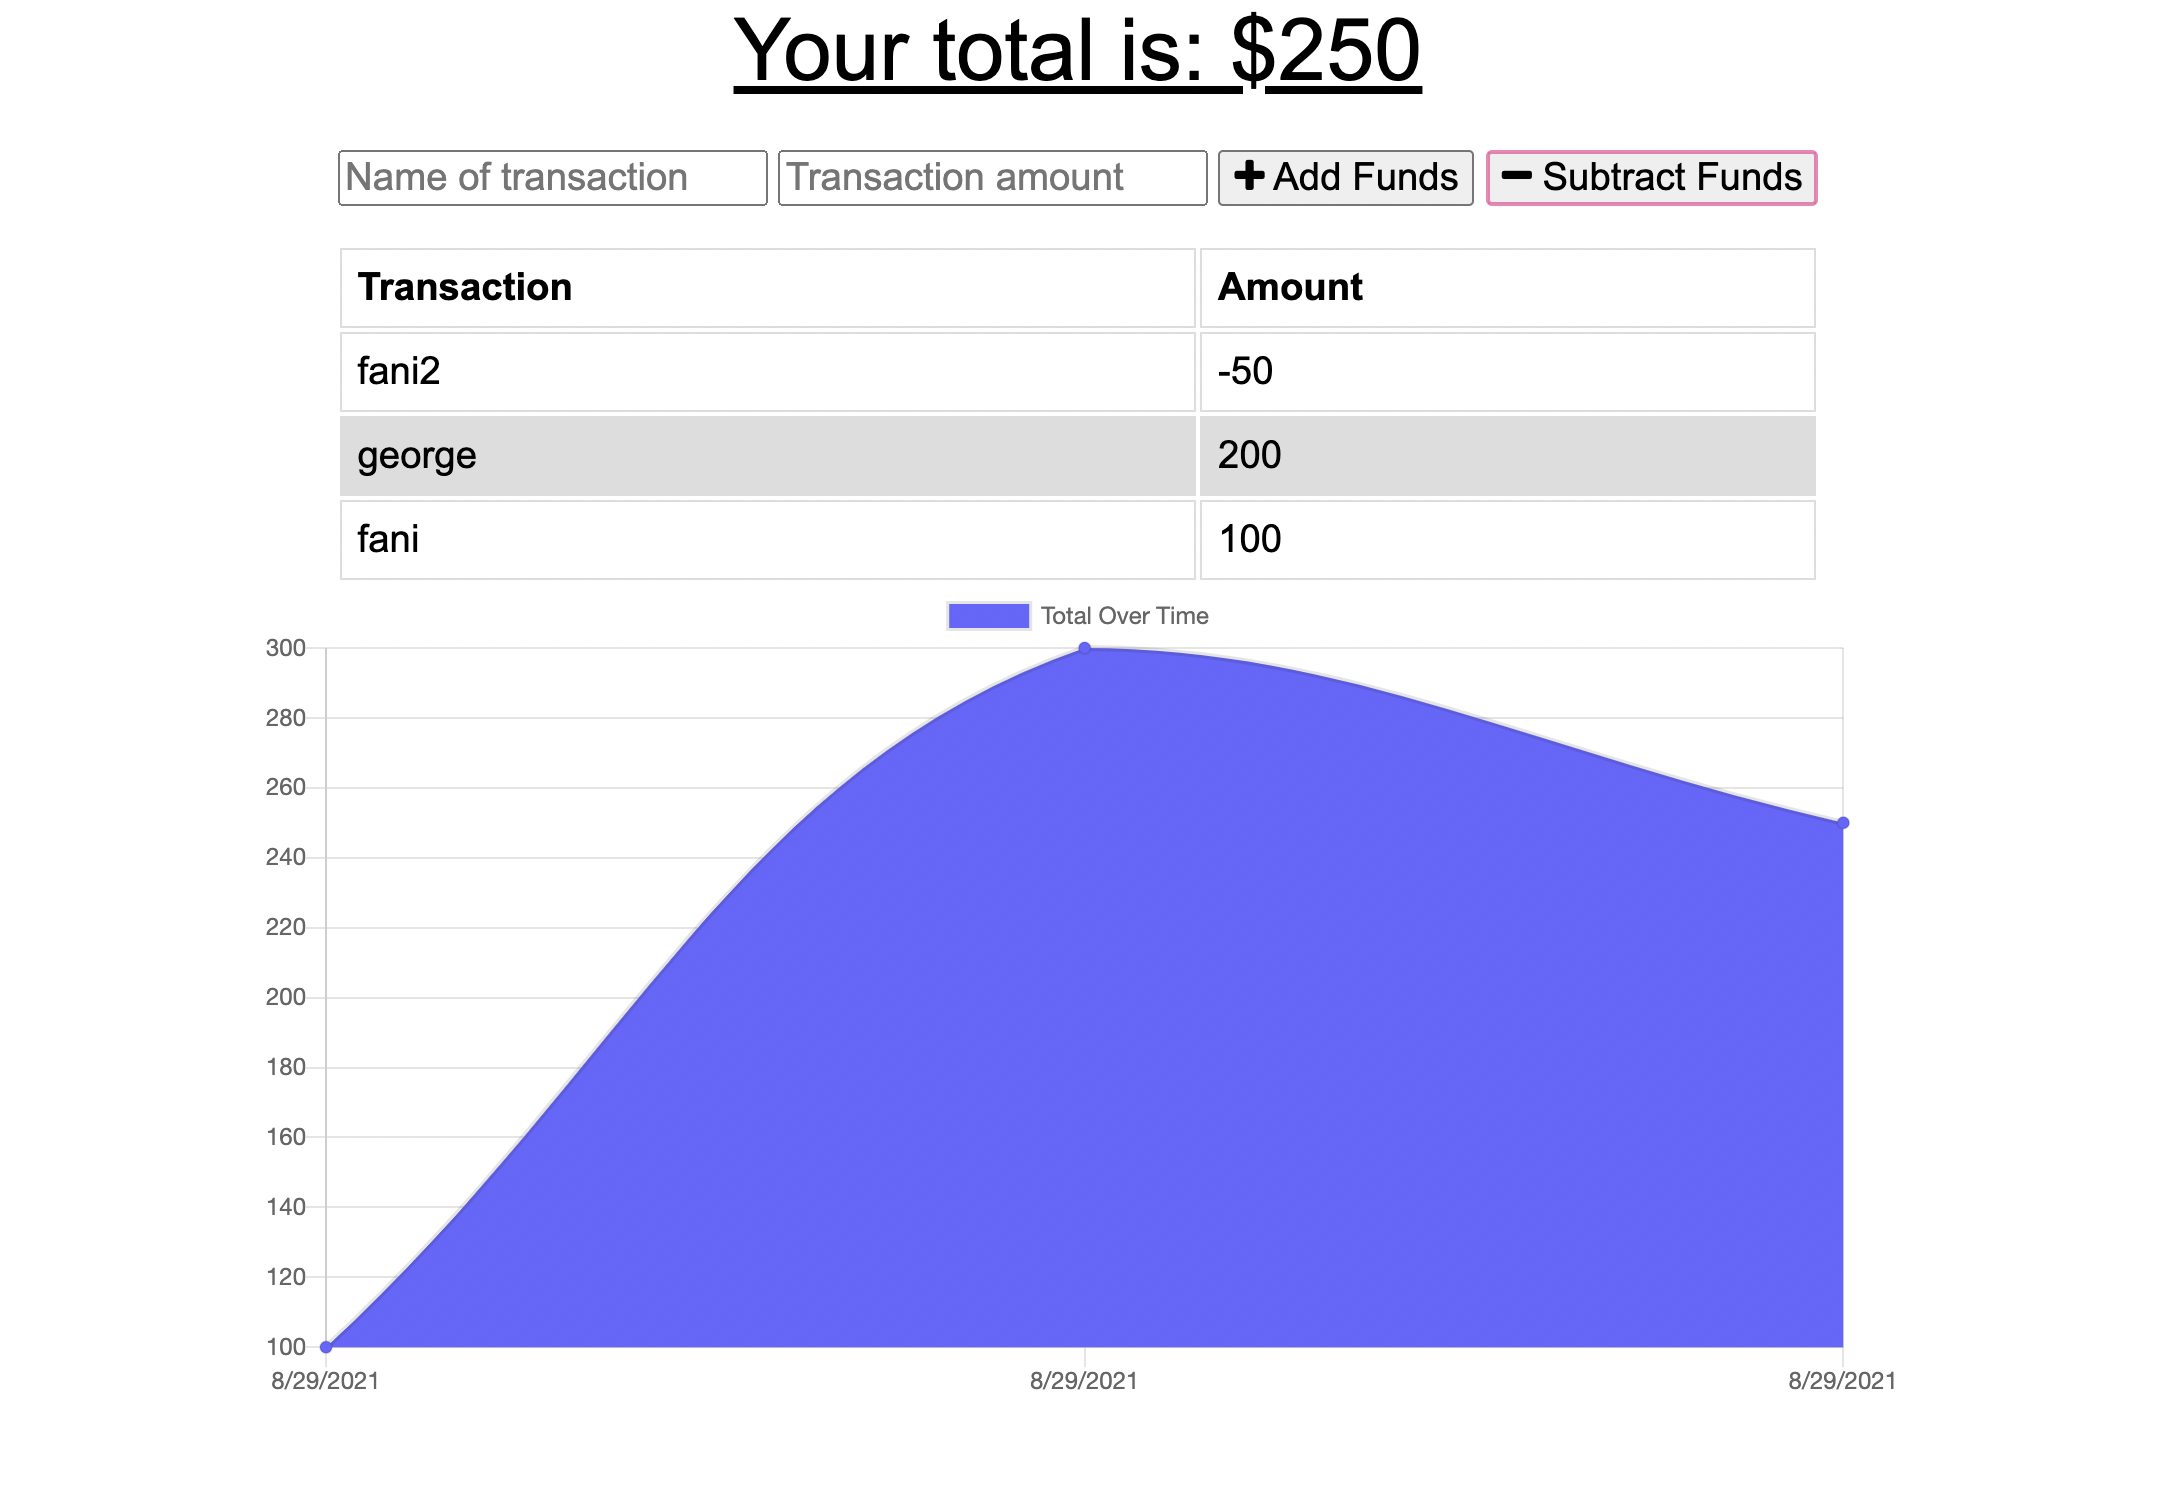 Your total is: $250
Name of transaction Transaction amount Add Funds Subtract Funds
Transaction Amount
fani2 -50
george 200
fani 100
Total Over Time
300
280
260
240
220
200
180
160
140
120
100
8/29/2021 8/29/2021 8/29/2021